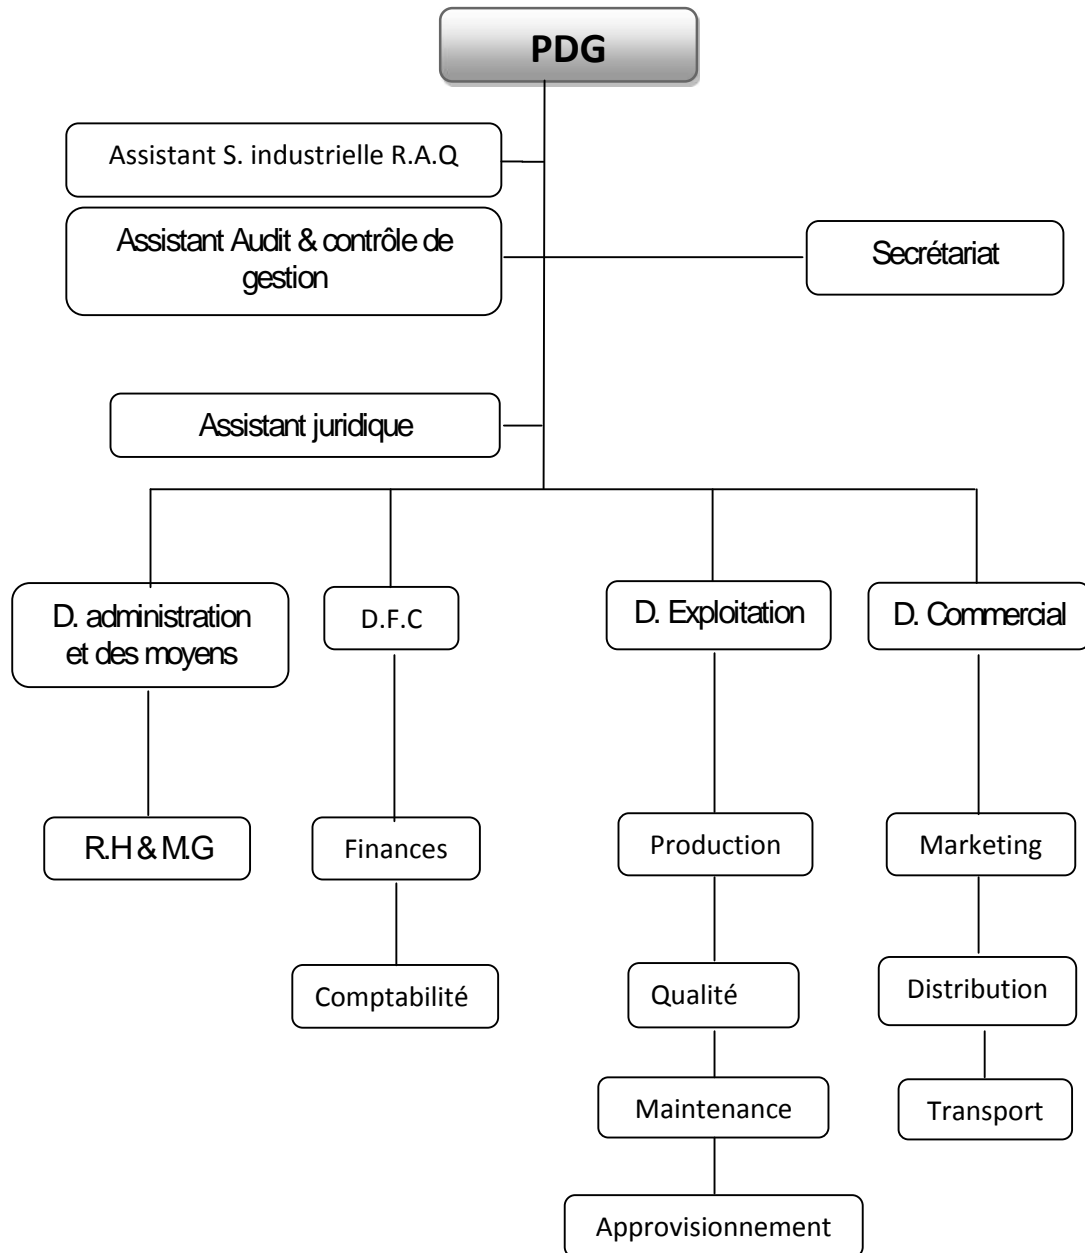 PDG
Assistant S. industrielle R.A.Q
Assistant Audit & contrôle de
gestion
Secrétariat
Assistant juridique
D. administration
et des moyens
D.F.C
D. Exploitation
D. Commercial
R.H & M.G
Finances
Production
Marketing
Comptabilité
Qualité
Distribution
Maintenance
Transport
Approvisionnement